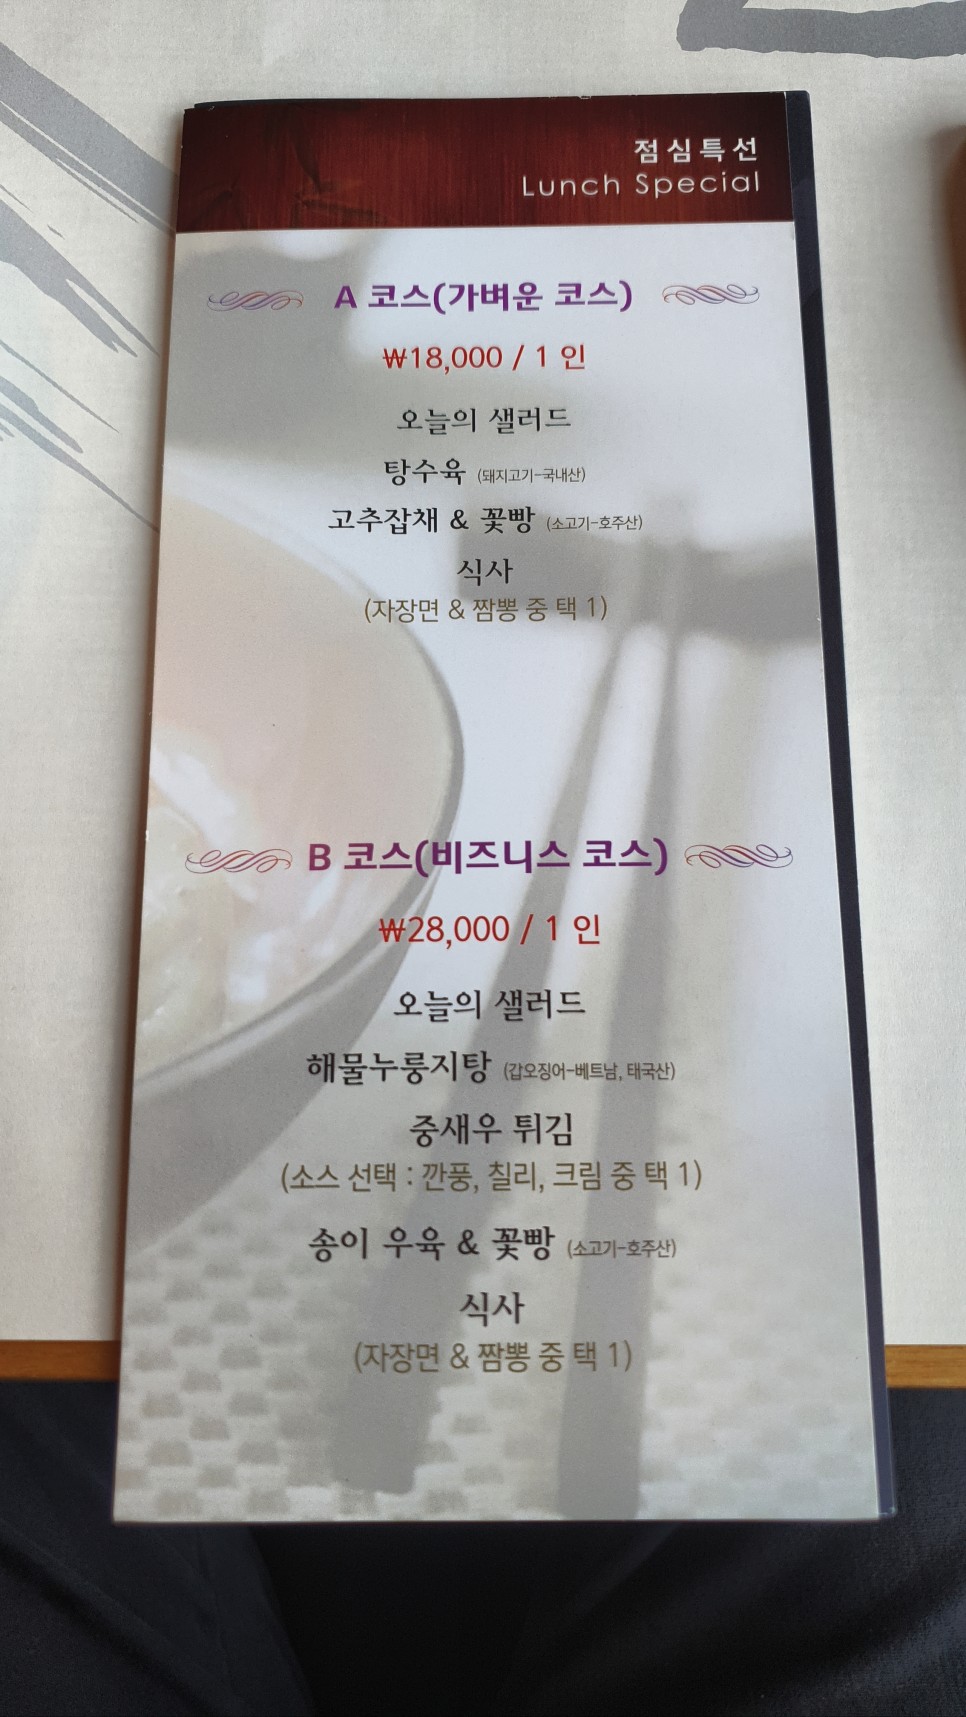 점심특선
Lunch Special
A 코스(가벼운 코스)
₩18,000 / 1 인
오늘의 샐러드
탕수육 (돼지고기-국내산)
고추잡채 & 꽃빵 (소고기-호주산)
식사
(자장면 & 짬뽕 중 택 1)
B 코스(비즈니스 코스)
₩28,000 / 1 인
오늘의 샐러드
해물누룽지탕 (갑오징어-베트남, 태국산)
중새우 튀김
(소스 선택 : 깐풍, 칠리, 크림 중 택 1)
송이 우육 & 꽃빵 (소고기-호주산)
식사
(자장면 & 짬뽕 중 택 1)